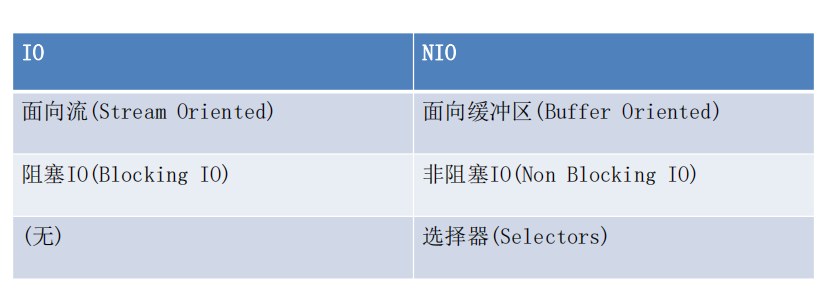 IO
NIO
面向流(Stream Oriented)
面向缓冲区(Buffer Oriented)
阻塞IO(Blocking IO)
非阻塞IO(Non Blocking IO)
(无)
选择器(Selectors)